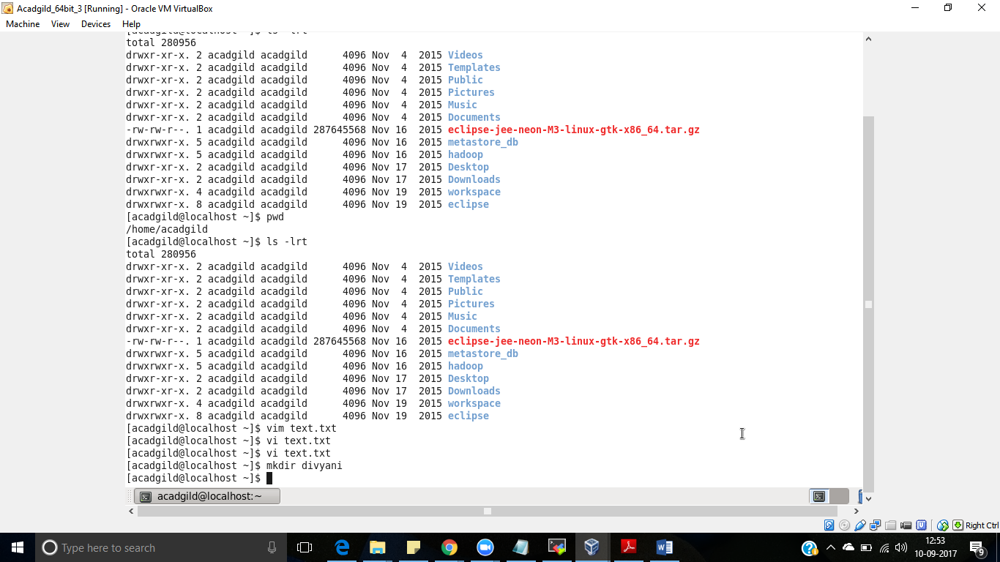 Acadgild_64bit_3 [Running] - Oracle VM VirtualBox
Machine View Devices Help
[acadgild@localhost ~]$ ls -lrt
total 280956
drwxr-xr-x. 2 acadgild acadgild      4096 Nov  4  2015 Videos
drwxr-xr-x. 2 acadgild acadgild      4096 Nov  4  2015 Templates
drwxr-xr-x. 2 acadgild acadgild      4096 Nov  4  2015 Public
drwxr-xr-x. 2 acadgild acadgild      4096 Nov  4  2015 Pictures
drwxr-xr-x. 2 acadgild acadgild      4096 Nov  4  2015 Music
drwxr-xr-x. 2 acadgild acadgild      4096 Nov  4  2015 Documents
-rw-rw-r--. 1 acadgild acadgild 287645568 Nov 16  2015 eclipse-jee-neon-M3-linux-gtk-x86_64.tar.gz
drwxrwxr-x. 5 acadgild acadgild      4096 Nov 16  2015 metastore_db
drwxrwxr-x. 5 acadgild acadgild      4096 Nov 16  2015 hadoop
drwxr-xr-x. 2 acadgild acadgild      4096 Nov 17  2015 Desktop
drwxr-xr-x. 2 acadgild acadgild      4096 Nov 17  2015 Downloads
drwxrwxr-x. 4 acadgild acadgild      4096 Nov 19  2015 workspace
drwxrwxr-x. 8 acadgild acadgild      4096 Nov 19  2015 eclipse
[acadgild@localhost ~]$ pwd
/home/acadgild
[acadgild@localhost ~]$ ls -lrt
total 280956
drwxr-xr-x. 2 acadgild acadgild      4096 Nov  4  2015 Videos
drwxr-xr-x. 2 acadgild acadgild      4096 Nov  4  2015 Templates
drwxr-xr-x. 2 acadgild acadgild      4096 Nov  4  2015 Public
drwxr-xr-x. 2 acadgild acadgild      4096 Nov  4  2015 Pictures
drwxr-xr-x. 2 acadgild acadgild      4096 Nov  4  2015 Music
drwxr-xr-x. 2 acadgild acadgild      4096 Nov  4  2015 Documents
-rw-rw-r--. 1 acadgild acadgild 287645568 Nov 16  2015 eclipse-jee-neon-M3-linux-gtk-x86_64.tar.gz
drwxrwxr-x. 5 acadgild acadgild      4096 Nov 16  2015 metastore_db
drwxrwxr-x. 5 acadgild acadgild      4096 Nov 16  2015 hadoop
drwxr-xr-x. 2 acadgild acadgild      4096 Nov 17  2015 Desktop
drwxr-xr-x. 2 acadgild acadgild      4096 Nov 17  2015 Downloads
drwxrwxr-x. 4 acadgild acadgild      4096 Nov 19  2015 workspace
drwxrwxr-x. 8 acadgild acadgild      4096 Nov 19  2015 eclipse
[acadgild@localhost ~]$ vim text.txt
[acadgild@localhost ~]$ vi text.txt
[acadgild@localhost ~]$ vi text.txt
[acadgild@localhost ~]$ mkdir divyani
[acadgild@localhost ~]$
acadgild@localhost:~
Right Ctrl
Type here to search
12:53
10-09-2017
9